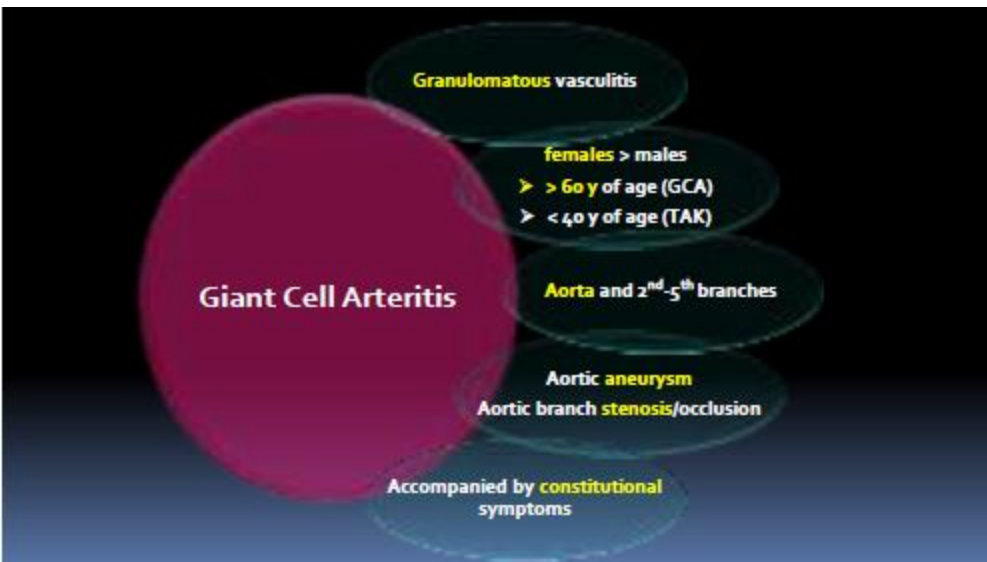 Granulomatous vasculitis
females > males
➤ > 60 y of age (GCA)
➤ < 40 y of age (TAK)
Giant Cell Arteritis
Aorta and 2nd-5th branches
Aortic aneurysm
Aortic branch stenosis/occlusion
Accompanied by constitutional
symptoms